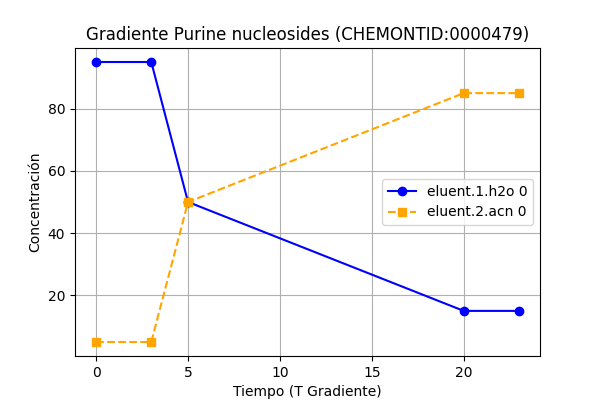 Gradiente Purine nucleosides (CHEMONTID:0000479)
Concentración
80
60
40
20
eluent.1.h2o 0
eluent.2.acn 0
0
5
10
15
20
Tiempo (T Gradiente)